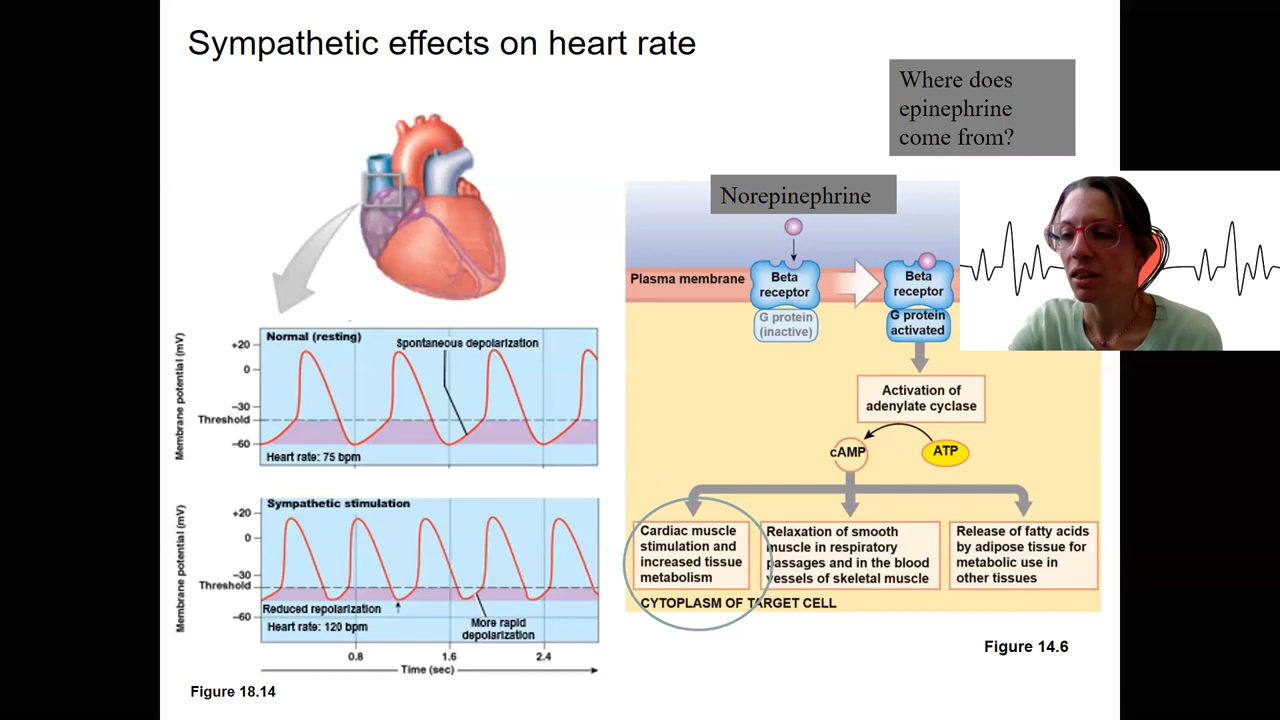 Sympathetic effects on heart rate
Where does
epinephrine
come from?
Norepinephrine
Plasma membrane
Beta
receptor
G protein
(inactive)
Beta
receptor
G protein
activated
Activation of
adenylate cyclase
cAMP
ATP
Cardiac muscle
stimulation and
increased tissue
metabolism
Relaxation of smooth
muscle in respiratory
passages and in the blood
vessels of skeletal muscle
Release of fatty acids
by adipose tissue for
metabolic use in
other tissues
CYTOPLASM OF TARGET CELL
Figure 14.6
Membrane potential (mV)
Normal (resting)
Spontaneous depolarization
+20
0
−30
Threshold
−60
Heart rate: 75 bpm
Membrane potential (mV)
Sympathetic stimulation
+20
0
−30
Threshold
Reduced repolarization
−60
Heart rate: 120 bpm
More rapid
depolarization
0.8 1.6 2.4
Time (sec)
Figure 18.14